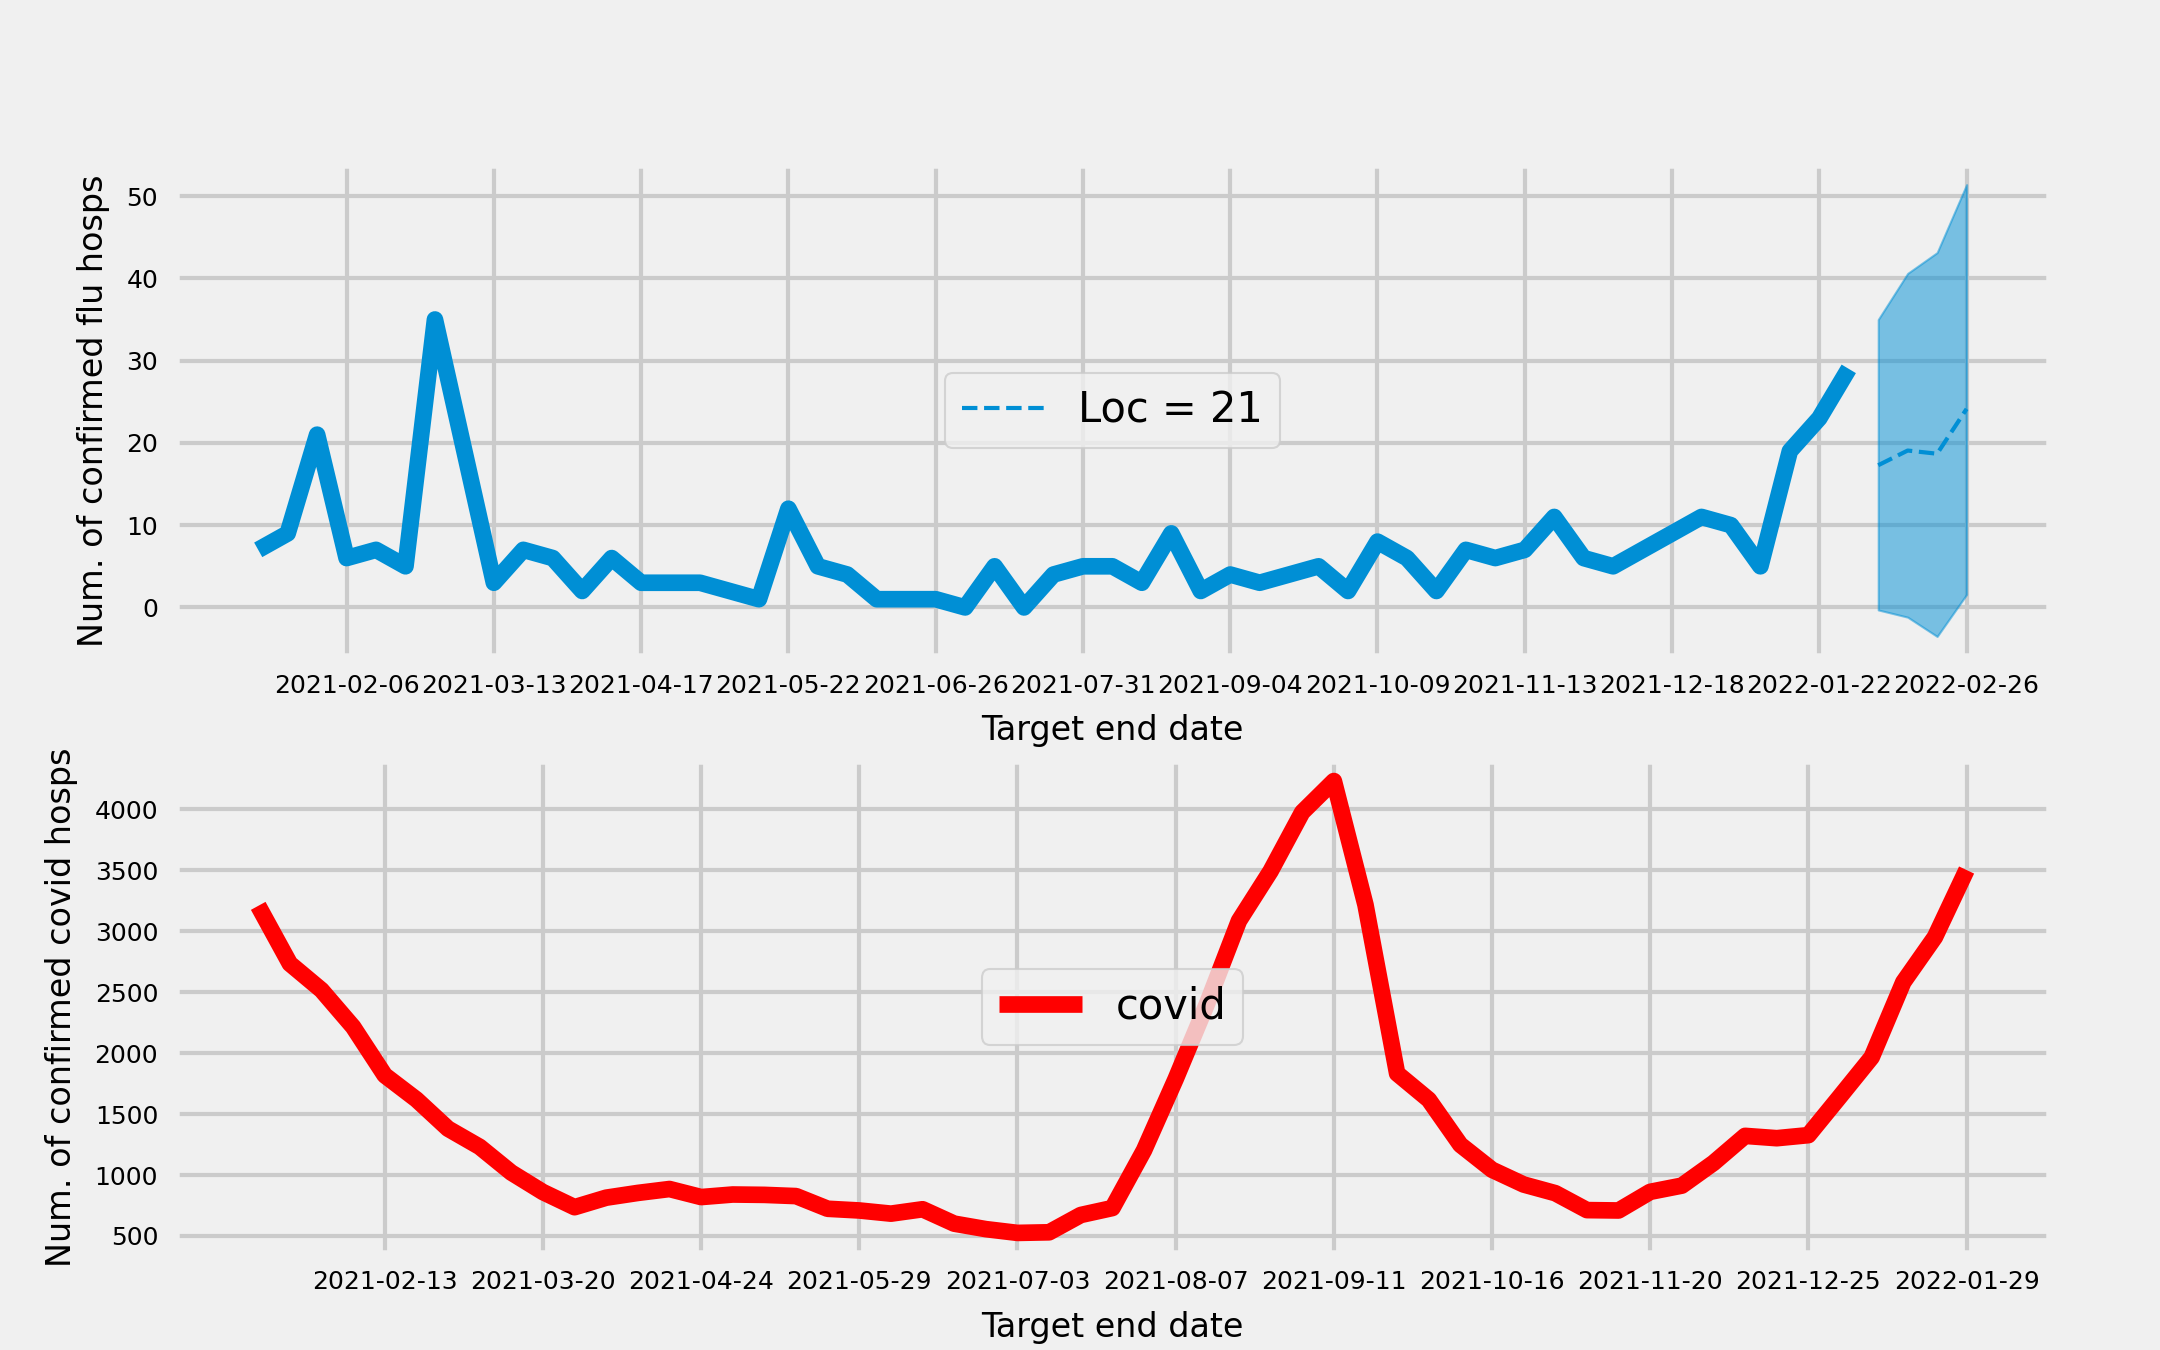 Num. of confirmed flu hosps
50
40
30
20
10
0
Loc = 21
2021-02-06 2021-03-13 2021-04-17 2021-05-22 2021-06-26 2021-07-31 2021-09-04 2021-10-09 2021-11-13 2021-12-18 2022-01-22 2022-02-26
Target end date
Num. of confirmed covid hosps
4000
3500
3000
2500
2000
1500
1000
500
covid
2021-02-13 2021-03-20 2021-04-24 2021-05-29 2021-07-03 2021-08-07 2021-09-11 2021-10-16 2021-11-20 2021-12-25 2022-01-29
Target end date